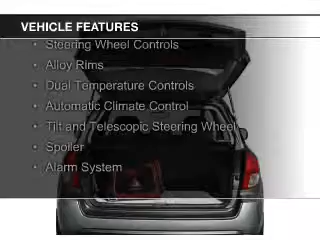 VEHICLE FEATURES
• Steering Wheel Controls
• Alloy Rims
• Dual Temperature Controls
• Automatic Climate Control
• Tilt and Telescopic Steering Wheel
• Spoiler
• Alarm System